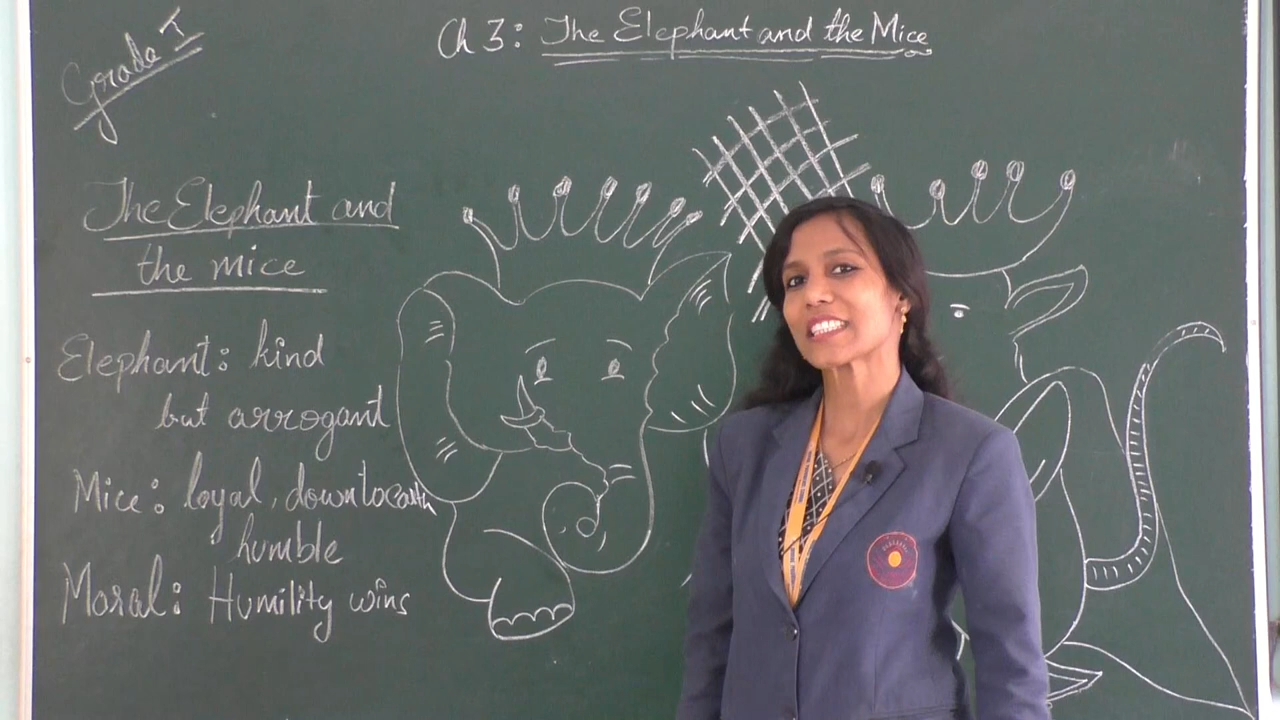 Grade I
Ch 3: The Elephant and the Mice
The Elephant and
the mice
Elephant: kind
but arrogant
Mice: loyal, down to earth
humble
Moral: Humility wins